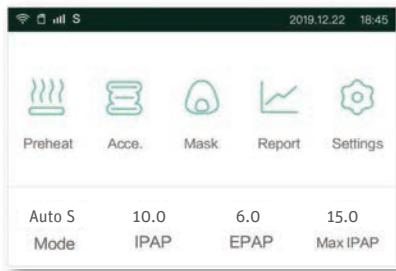 S 2019.12.22 18:45
Preheat Acce. Mask Report Settings
Auto S 10.0 6.0 15.0
Mode IPAP EPAP Max IPAP